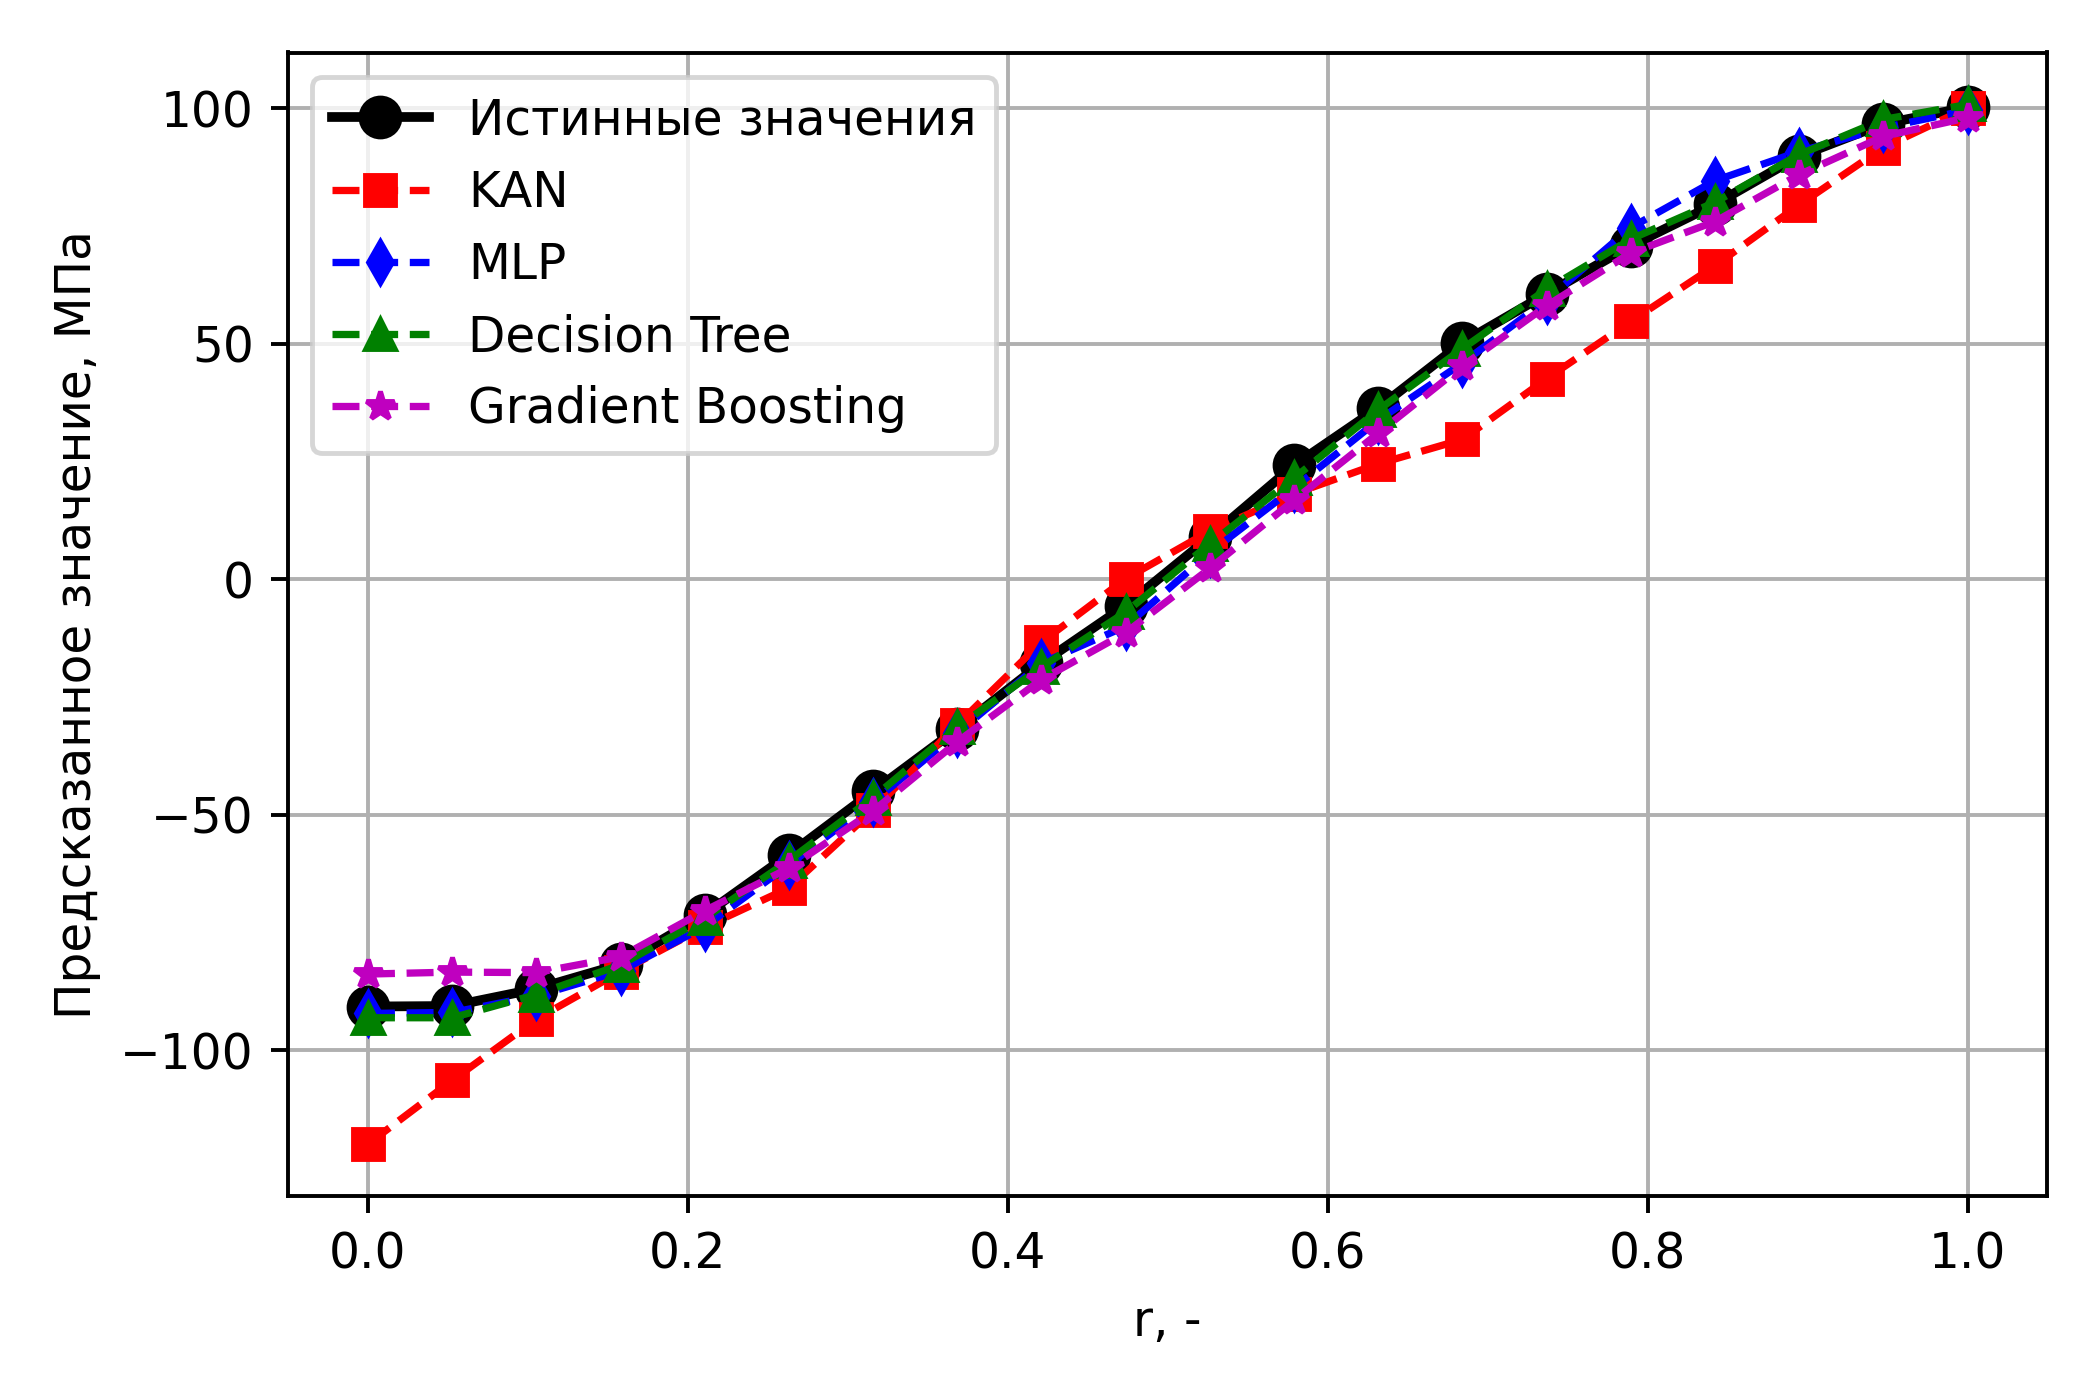 Истинные значения
KAN
MLP
Decision Tree
Gradient Boosting
Предсказанное значение, МПа
100
50
0
−50
−100
0.0 0.2 0.4 0.6 0.8 1.0
r, -